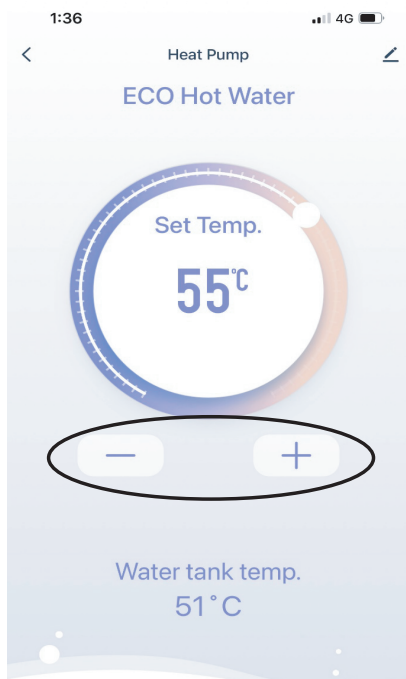 1:36 4G
Heat Pump
ECO Hot Water
Set Temp.
55°C
− +
Water tank temp.
51°C